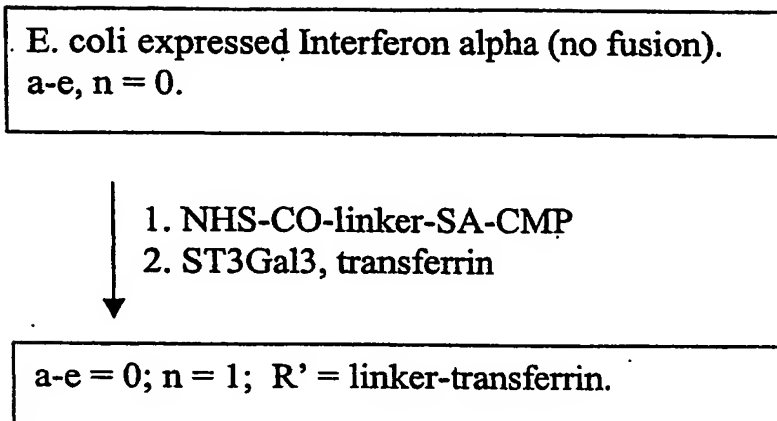 E. coli expressed Interferon alpha (no fusion).
a-e, n = 0.
1. NHS-CO-linker-SA-CMP
2. ST3Gal3, transferrin
a-e = 0; n = 1; R' = linker-transferrin.